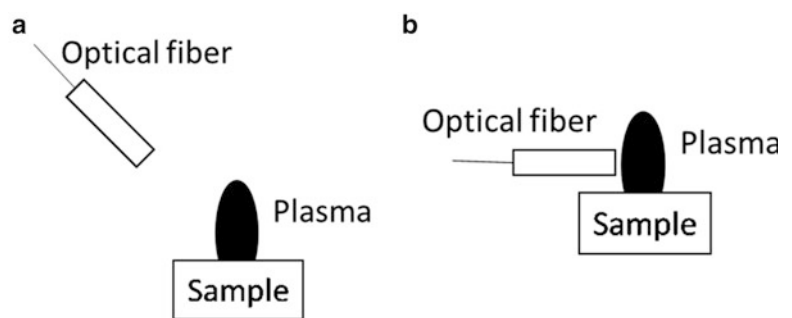 a
Optical fiber
Plasma
Sample
b
Optical fiber
Plasma
Sample